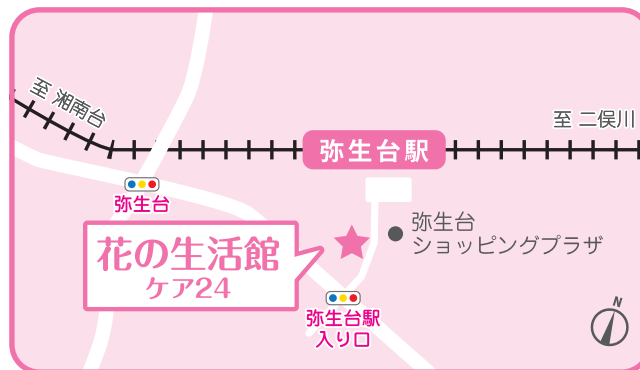 至 湘南台
至 二俣川
弥生台駅
弥生台
弥生台
ショッピングプラザ
花の生活館
ケア24
弥生台駅
入り口
N